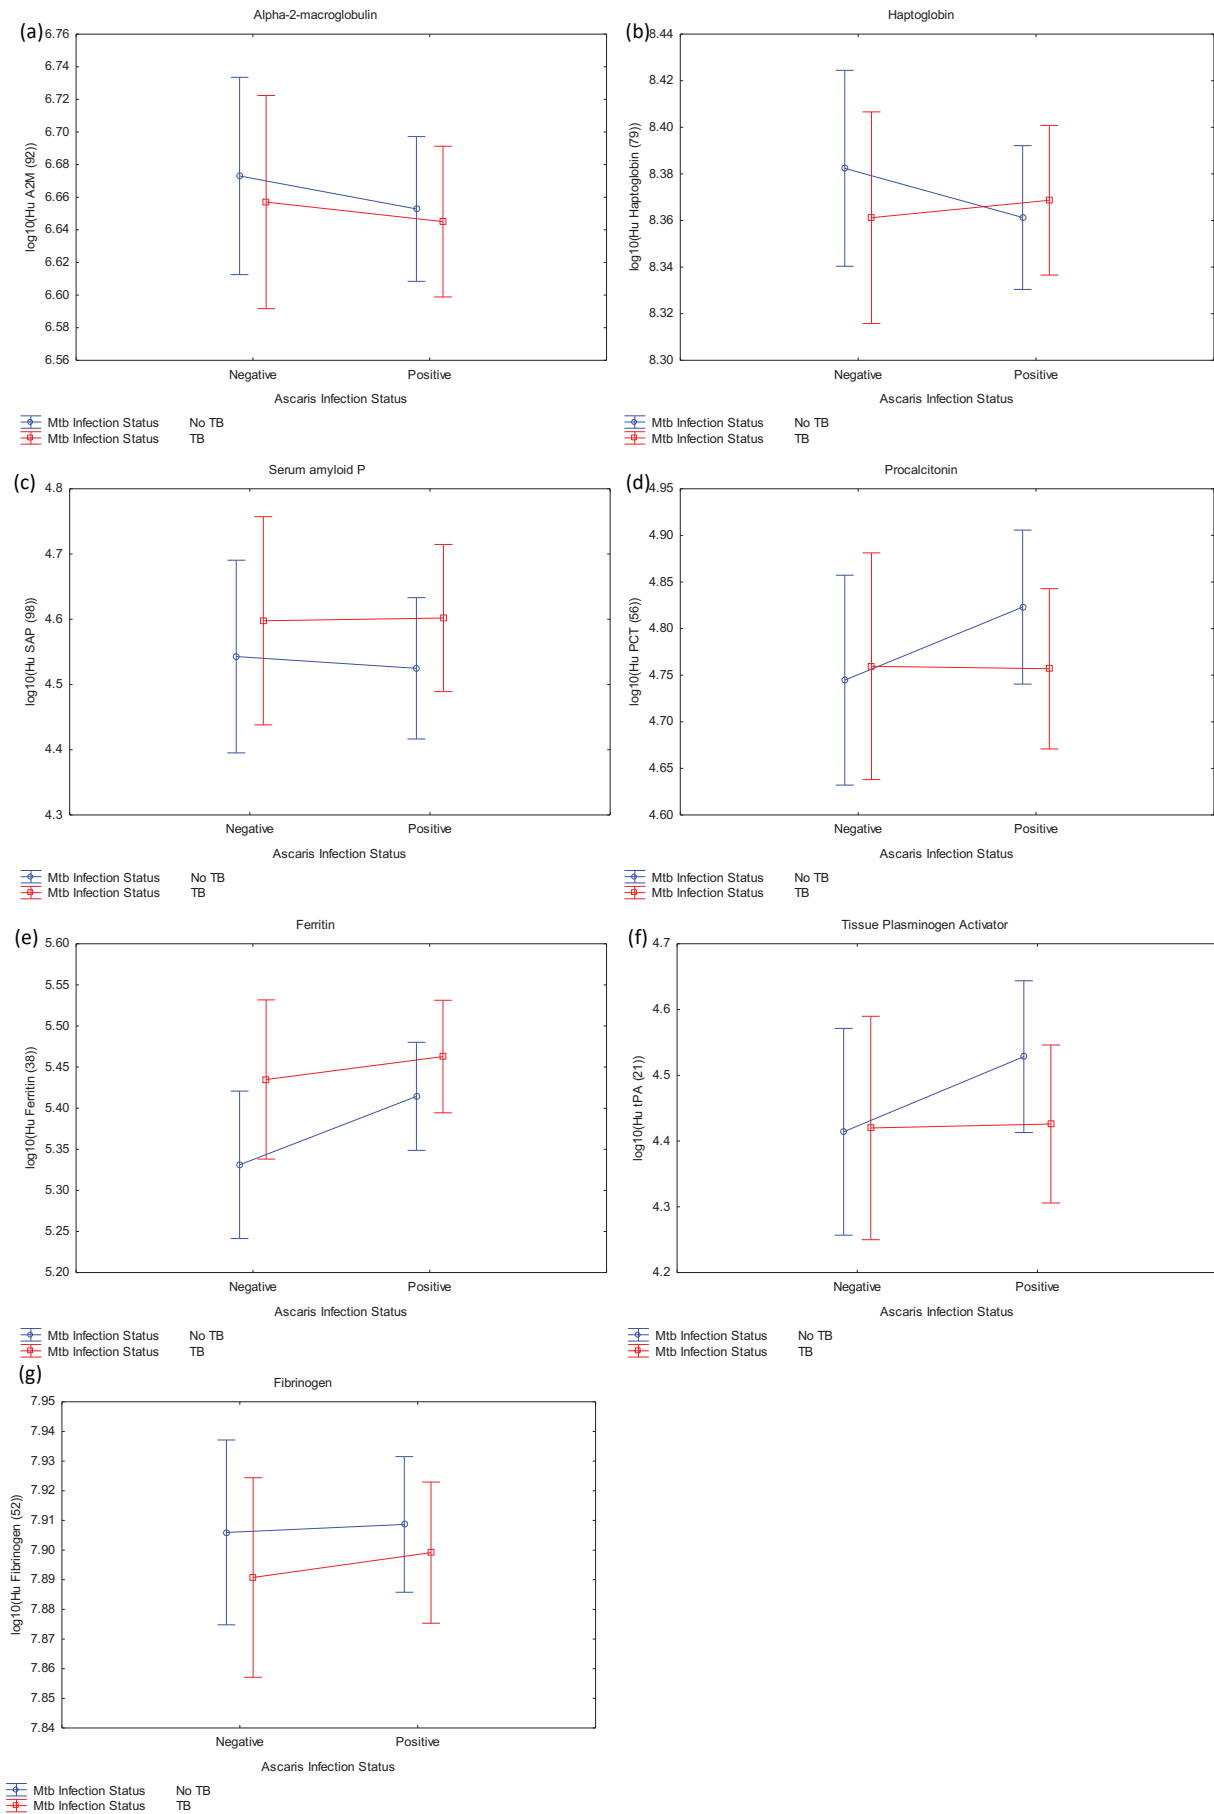 Alpha-2-macroglobulin
(a)
6.76
6.74
6.72
6.70
6.68
6.66
6.64
6.62
6.60
6.58
6.56
log10(Hu A2M (92))
Negative Positive
Ascaris Infection Status
Mtb Infection Status No TB
Mtb Infection Status TB
Haptoglobin
(b)
8.44
8.42
8.40
8.38
8.36
8.34
8.32
8.30
log10(Hu Haptoglobin (79))
Negative Positive
Ascaris Infection Status
Mtb Infection Status No TB
Mtb Infection Status TB
Serum amyloid P
(c)
4.8
4.7
4.6
4.5
4.4
4.3
log10(Hu SAP (98))
Negative Positive
Ascaris Infection Status
Mtb Infection Status No TB
Mtb Infection Status TB
Procalcitonin
(d)
4.95
4.90
4.85
4.80
4.75
4.70
4.65
4.60
log10(Hu PCT (56))
Negative Positive
Ascaris Infection Status
Mtb Infection Status No TB
Mtb Infection Status TB
Ferritin
(e)
5.60
5.55
5.50
5.45
5.40
5.35
5.30
5.25
5.20
log10(Hu Ferritin (38))
Negative Positive
Ascaris Infection Status
Mtb Infection Status No TB
Mtb Infection Status TB
Tissue Plasminogen Activator
(f)
4.7
4.6
4.5
4.4
4.3
4.2
log10(Hu tPA (21))
Negative Positive
Ascaris Infection Status
Mtb Infection Status No TB
Mtb Infection Status TB
(g)
Fibrinogen
7.95
7.94
7.93
7.92
7.91
7.90
7.89
7.88
7.87
7.86
7.85
7.84
log10(Hu Fibrinogen (52))
Negative Positive
Ascaris Infection Status
Mtb Infection Status No TB
Mtb Infection Status TB